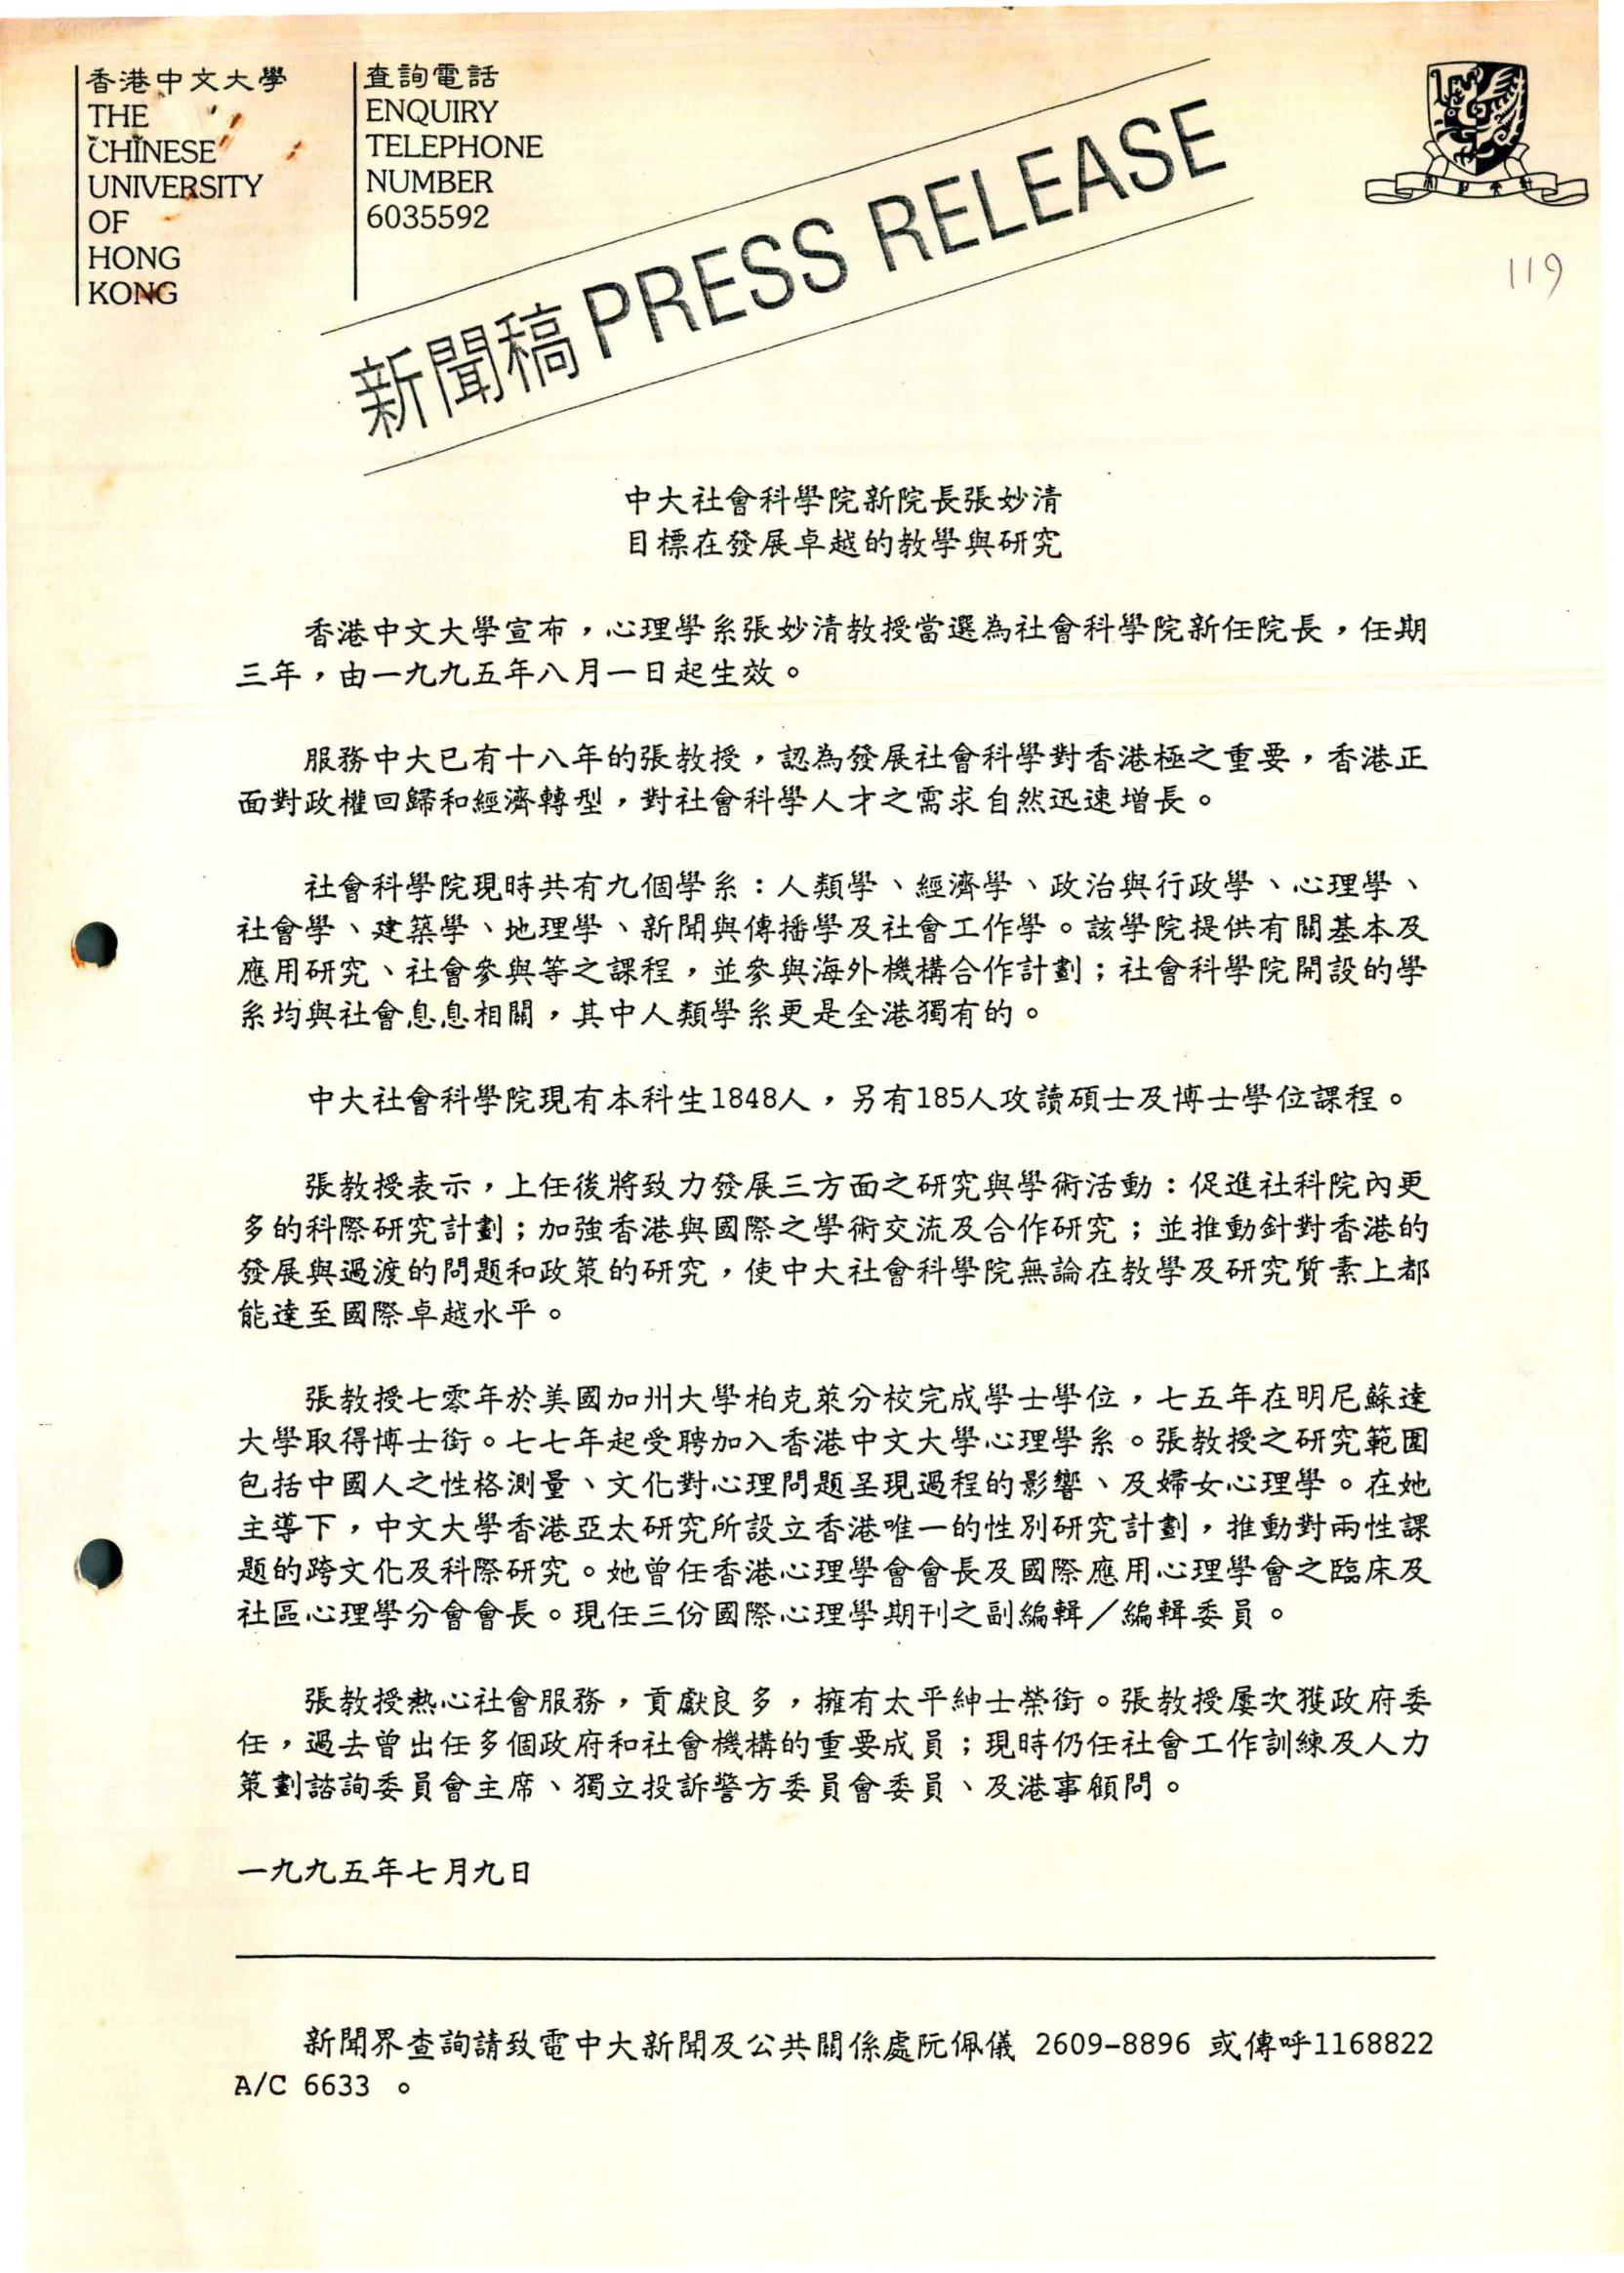 香港中文大學
THE
CHINESE
UNIVERSITY
OF
HONG
KONG
查詢電話
ENQUIRY
TELEPHONE
NUMBER
6035592
新聞稿 PRESS RELEASE
119
中大社會科學院新院長張妙清
目標在發展卓越的教學與研究
香港中文大學宣布，心理學系張妙清教授當選為社會科學院新任院長，任期
三年，由一九九五年八月一日起生效。
服務中大已有十八年的張教授，認為發展社會科學對香港極之重要，香港正
面對政權回歸和經濟轉型，對社會科學人才之需求自然迅速增長。
社會科學院現時共有九個學系：人類學、經濟學、政治與行政學、心理學、
社會學、建築學、地理學、新聞與傳播學及社會工作學。該學院提供有關基本及
應用研究、社會參與等之課程，並參與海外機構合作計劃；社會科學院開設的學
系均與社會息息相關，其中人類學系更是全港獨有的。
中大社會科學院現有本科生1848人，另有185人攻讀碩士及博士學位課程。
張教授表示，上任後將致力發展三方面之研究與學術活動：促進社科院內更
多的科際研究計劃；加強香港與國際之學術交流及合作研究；並推動針對香港的
發展與過渡的問題和政策的研究，使中大社會科學院無論在教學及研究質素上都
能達至國際卓越水平。
張教授七零年於美國加州大學柏克萊分校完成學士學位，七五年在明尼蘇達
大學取得博士銜。七七年起受聘加入香港中文大學心理學系。張教授之研究範圍
包括中國人之性格測量、文化對心理問題呈現過程的影響、及婦女心理學。在她
主導下，中文大學香港亞太研究所設立香港唯一的性別研究計劃，推動對兩性課
題的跨文化及科際研究。她曾任香港心理學會會長及國際應用心理學會之臨床及
社區心理學分會會長。現任三份國際心理學期刊之副編輯／編輯委員。
張教授熱心社會服務，貢獻良多，擁有太平紳士榮銜。張教授屢次獲政府委
任，過去曾出任多個政府和社會機構的重要成員；現時仍任社會工作訓練及人力
策劃諮詢委員會主席、獨立投訴警方委員會委員、及港事顧問。
一九九五年七月九日
新聞界查詢請致電中大新聞及公共關係處阮佩儀 2609-8896 或傳呼1168822
A/C 6633 。